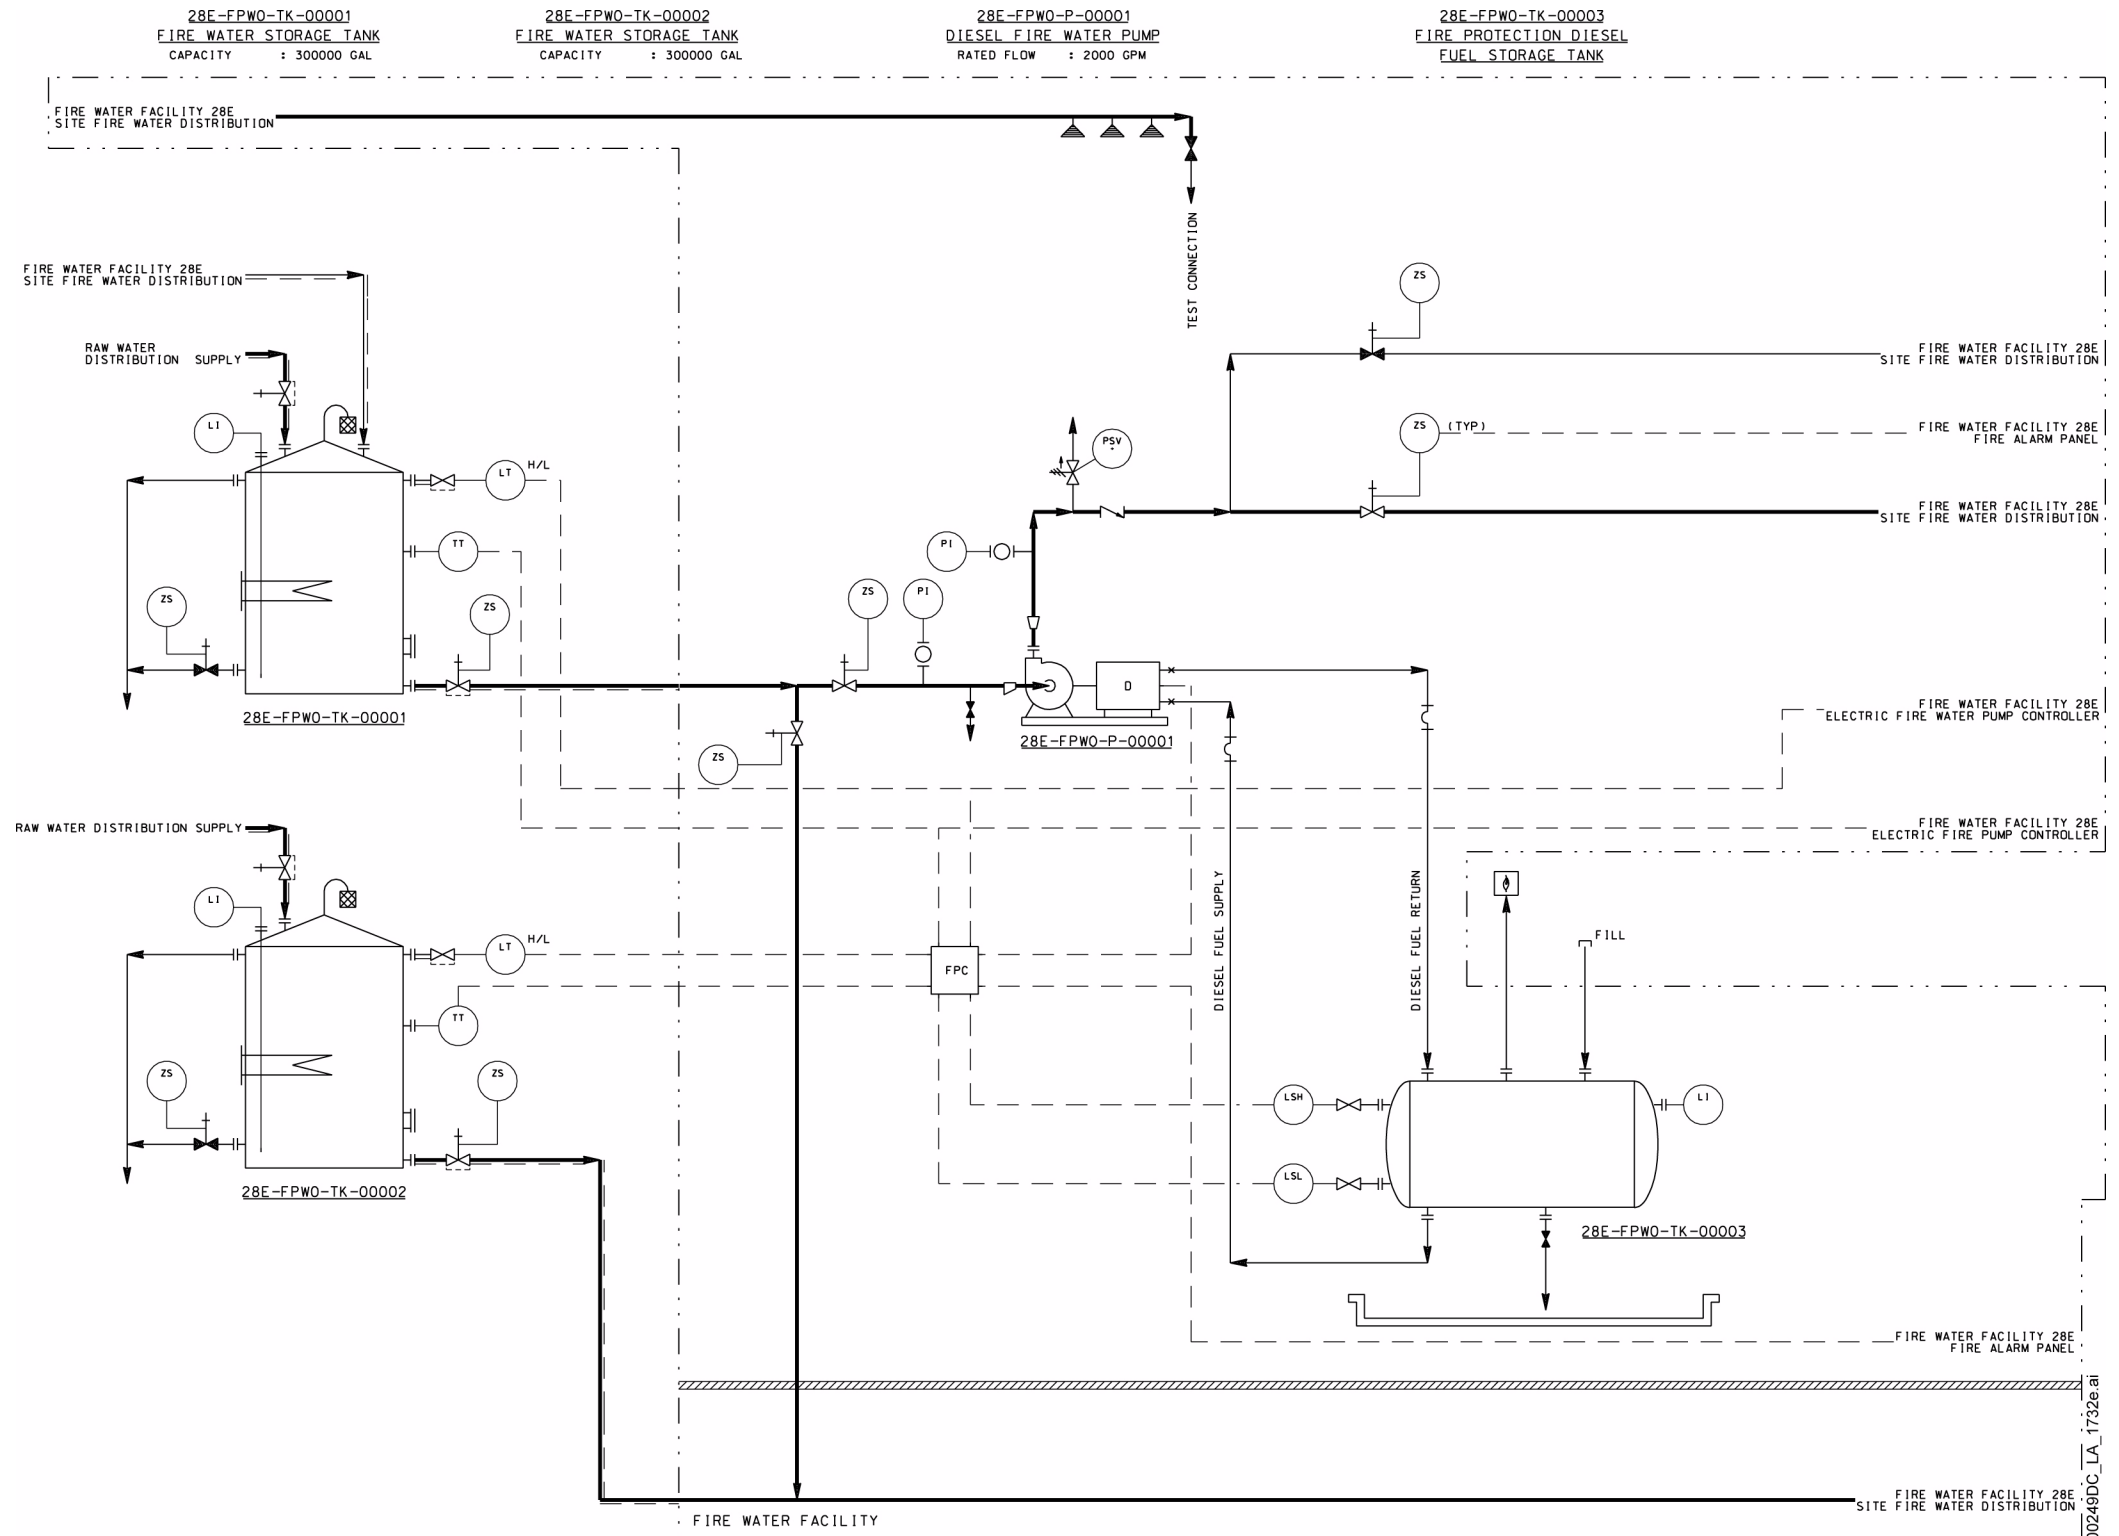 28E-FPWO-TK-00001
FIRE WATER STORAGE TANK
CAPACITY : 300000 GAL
28E-FPWO-TK-00002
FIRE WATER STORAGE TANK
CAPACITY : 300000 GAL
28E-FPWO-P-00001
DIESEL FIRE WATER PUMP
RATED FLOW : 2000 GPM
28E-FPWO-TK-00003
FIRE PROTECTION DIESEL
FUEL STORAGE TANK
FIRE WATER FACILITY 28E
SITE FIRE WATER DISTRIBUTION
TEST CONNECTION
FIRE WATER FACILITY 28E
SITE FIRE WATER DISTRIBUTION
ZS
RAW WATER
DISTRIBUTION SUPPLY
FIRE WATER FACILITY 28E
SITE FIRE WATER DISTRIBUTION
LI
PSV
*
ZS
(TYP)
FIRE WATER FACILITY 28E
FIRE ALARM PANEL
LT
H/L
FIRE WATER FACILITY 28E
SITE FIRE WATER DISTRIBUTION
TT
PI
ZS
ZS
ZS
PI
D
28E-FPWO-TK-00001
28E-FPWO-P-00001
FIRE WATER FACILITY 28E
ELECTRIC FIRE WATER PUMP CONTROLLER
ZS
RAW WATER DISTRIBUTION SUPPLY
FIRE WATER FACILITY 28E
ELECTRIC FIRE PUMP CONTROLLER
LI
DIESEL FUEL SUPPLY
DIESEL FUEL RETURN
FILL
LT
H/L
FPC
TT
ZS
ZS
LSH
LI
LSL
28E-FPWO-TK-00002
28E-FPWO-TK-00003
FIRE WATER FACILITY 28E
FIRE ALARM PANEL
FIRE WATER FACILITY 28E
SITE FIRE WATER DISTRIBUTION
FIRE WATER FACILITY
00249DC_LA_1732e.ai